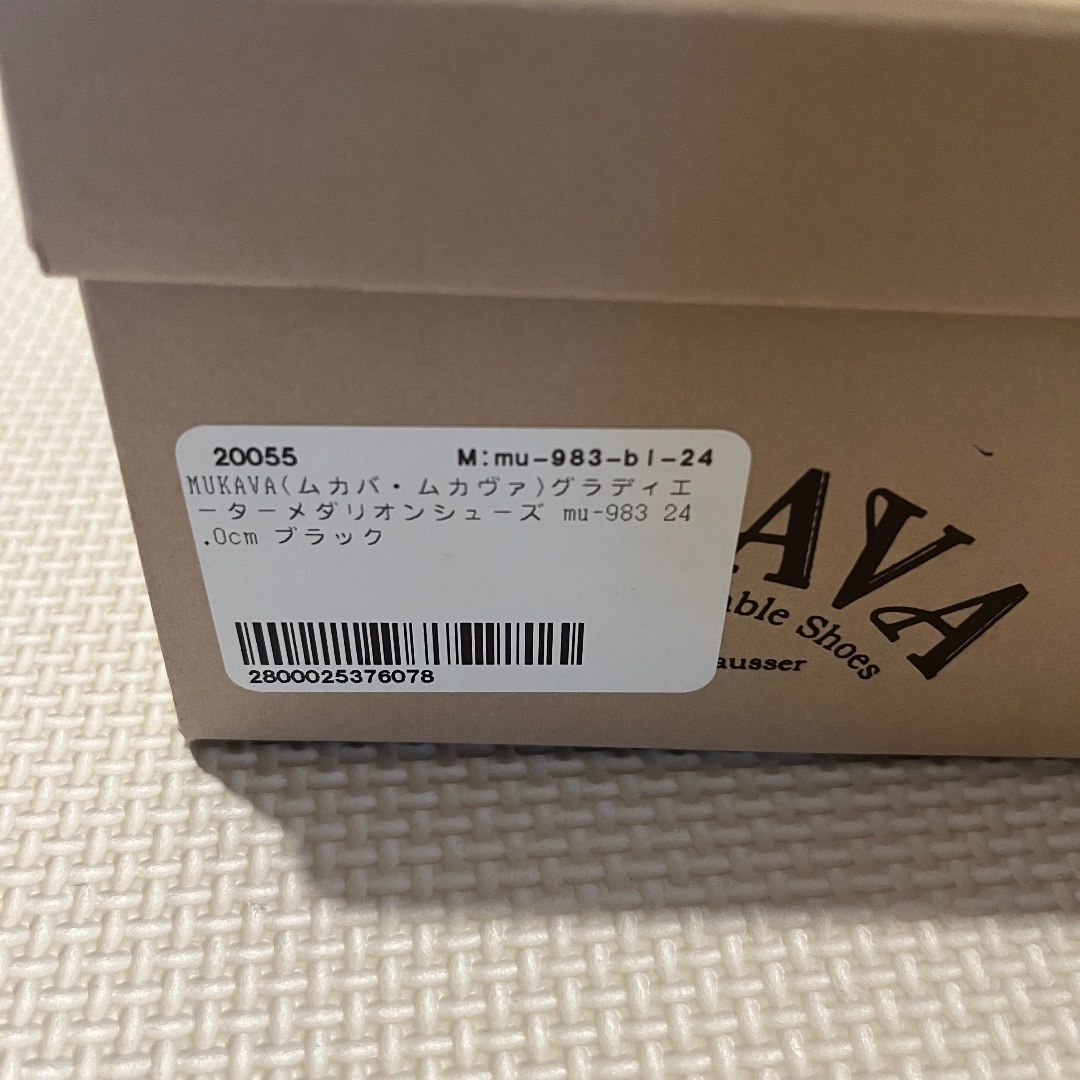 20055 M:mu-983-bl-24
MUKAVA(ムカバ・ムカヴァ)グラディエ
ーターメダリオンシューズ mu-983 24
.0cm ブラック
2800025376078
AVA
able Shoes
ausser